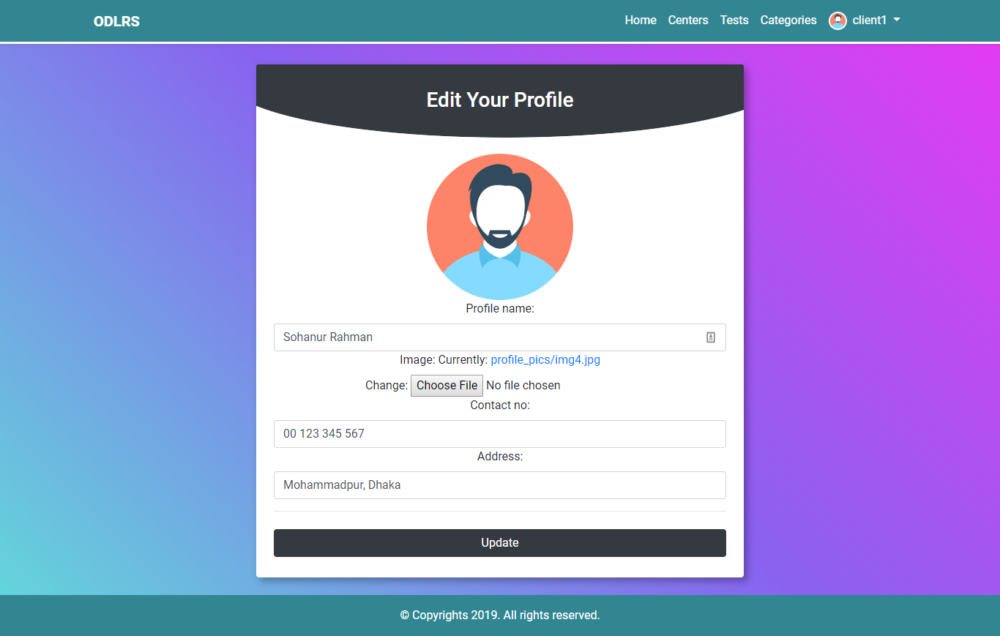 ODLRS
Home Centers Tests Categories client1
Edit Your Profile
Profile name:
Sohanur Rahman
Image: Currently: profile_pics/img4.jpg
Change: Choose File No file chosen
Contact no:
00 123 345 567
Address:
Mohammadpur, Dhaka
Update
© Copyrights 2019. All rights reserved.